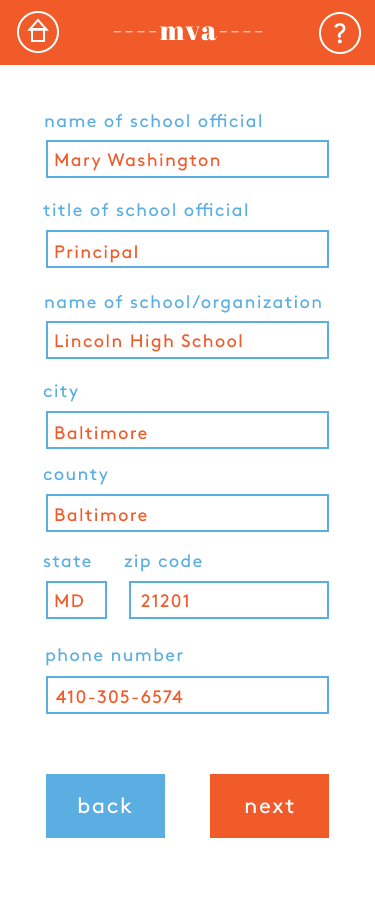 ----mva----
?
name of school official
Mary Washington
title of school official
Principal
name of school/organization
Lincoln High School
city
Baltimore
county
Baltimore
state zip code
MD 21201
phone number
410-305-6574
back next